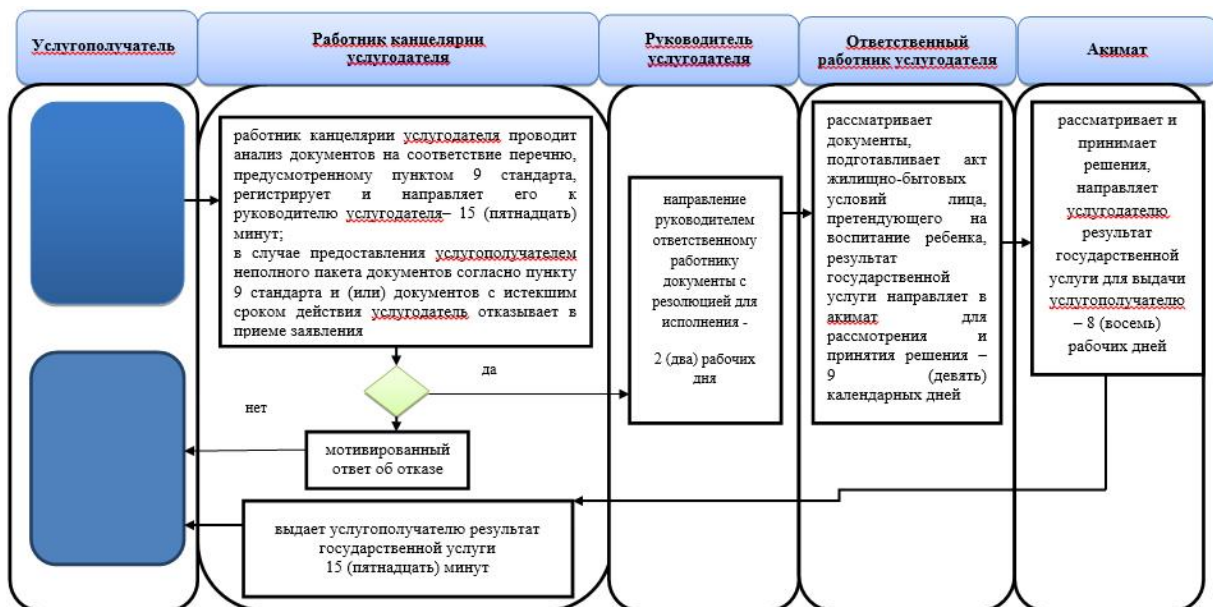 Услугополучатель
Работник канцелярии
услугодателя
Руководитель
услугодателя
Ответственный
работник услугодателя
Акимат
работник канцелярии услугодателя проводит
анализ документов на соответствие перечню,
предусмотренному пунктом 9 стандарта,
регистрирует и направляет его к
руководителю услугодателя– 15 (пятнадцать)
минут;
в случае предоставления услугополучателем
неполного пакета документов согласно пункту
9 стандарта и (или) документов с истекшим
сроком действия услугодатель отказывает в
приеме заявления
да
нет
мотивированный
ответ об отказе
выдает услугополучателю результат
государственной услуги
15 (пятнадцать) минут
направление
руководителем
ответственному
работнику
документы с
резолюцией для
исполнения -
2 (два) рабочих
дня
рассматривает
документы,
подготавливает акт
жилищно-бытовых
условий лица,
претендующего на
воспитание ребенка,
результат
государственной
услуги направляет в
акимат для
рассмотрения и
принятия решения –
9 (девять)
календарных дней
рассматривает и
принимает
решения,
направляет
услугодателю
результат
государственной
услуги для выдачи
услугополучателю
– 8 (восемь)
рабочих дней